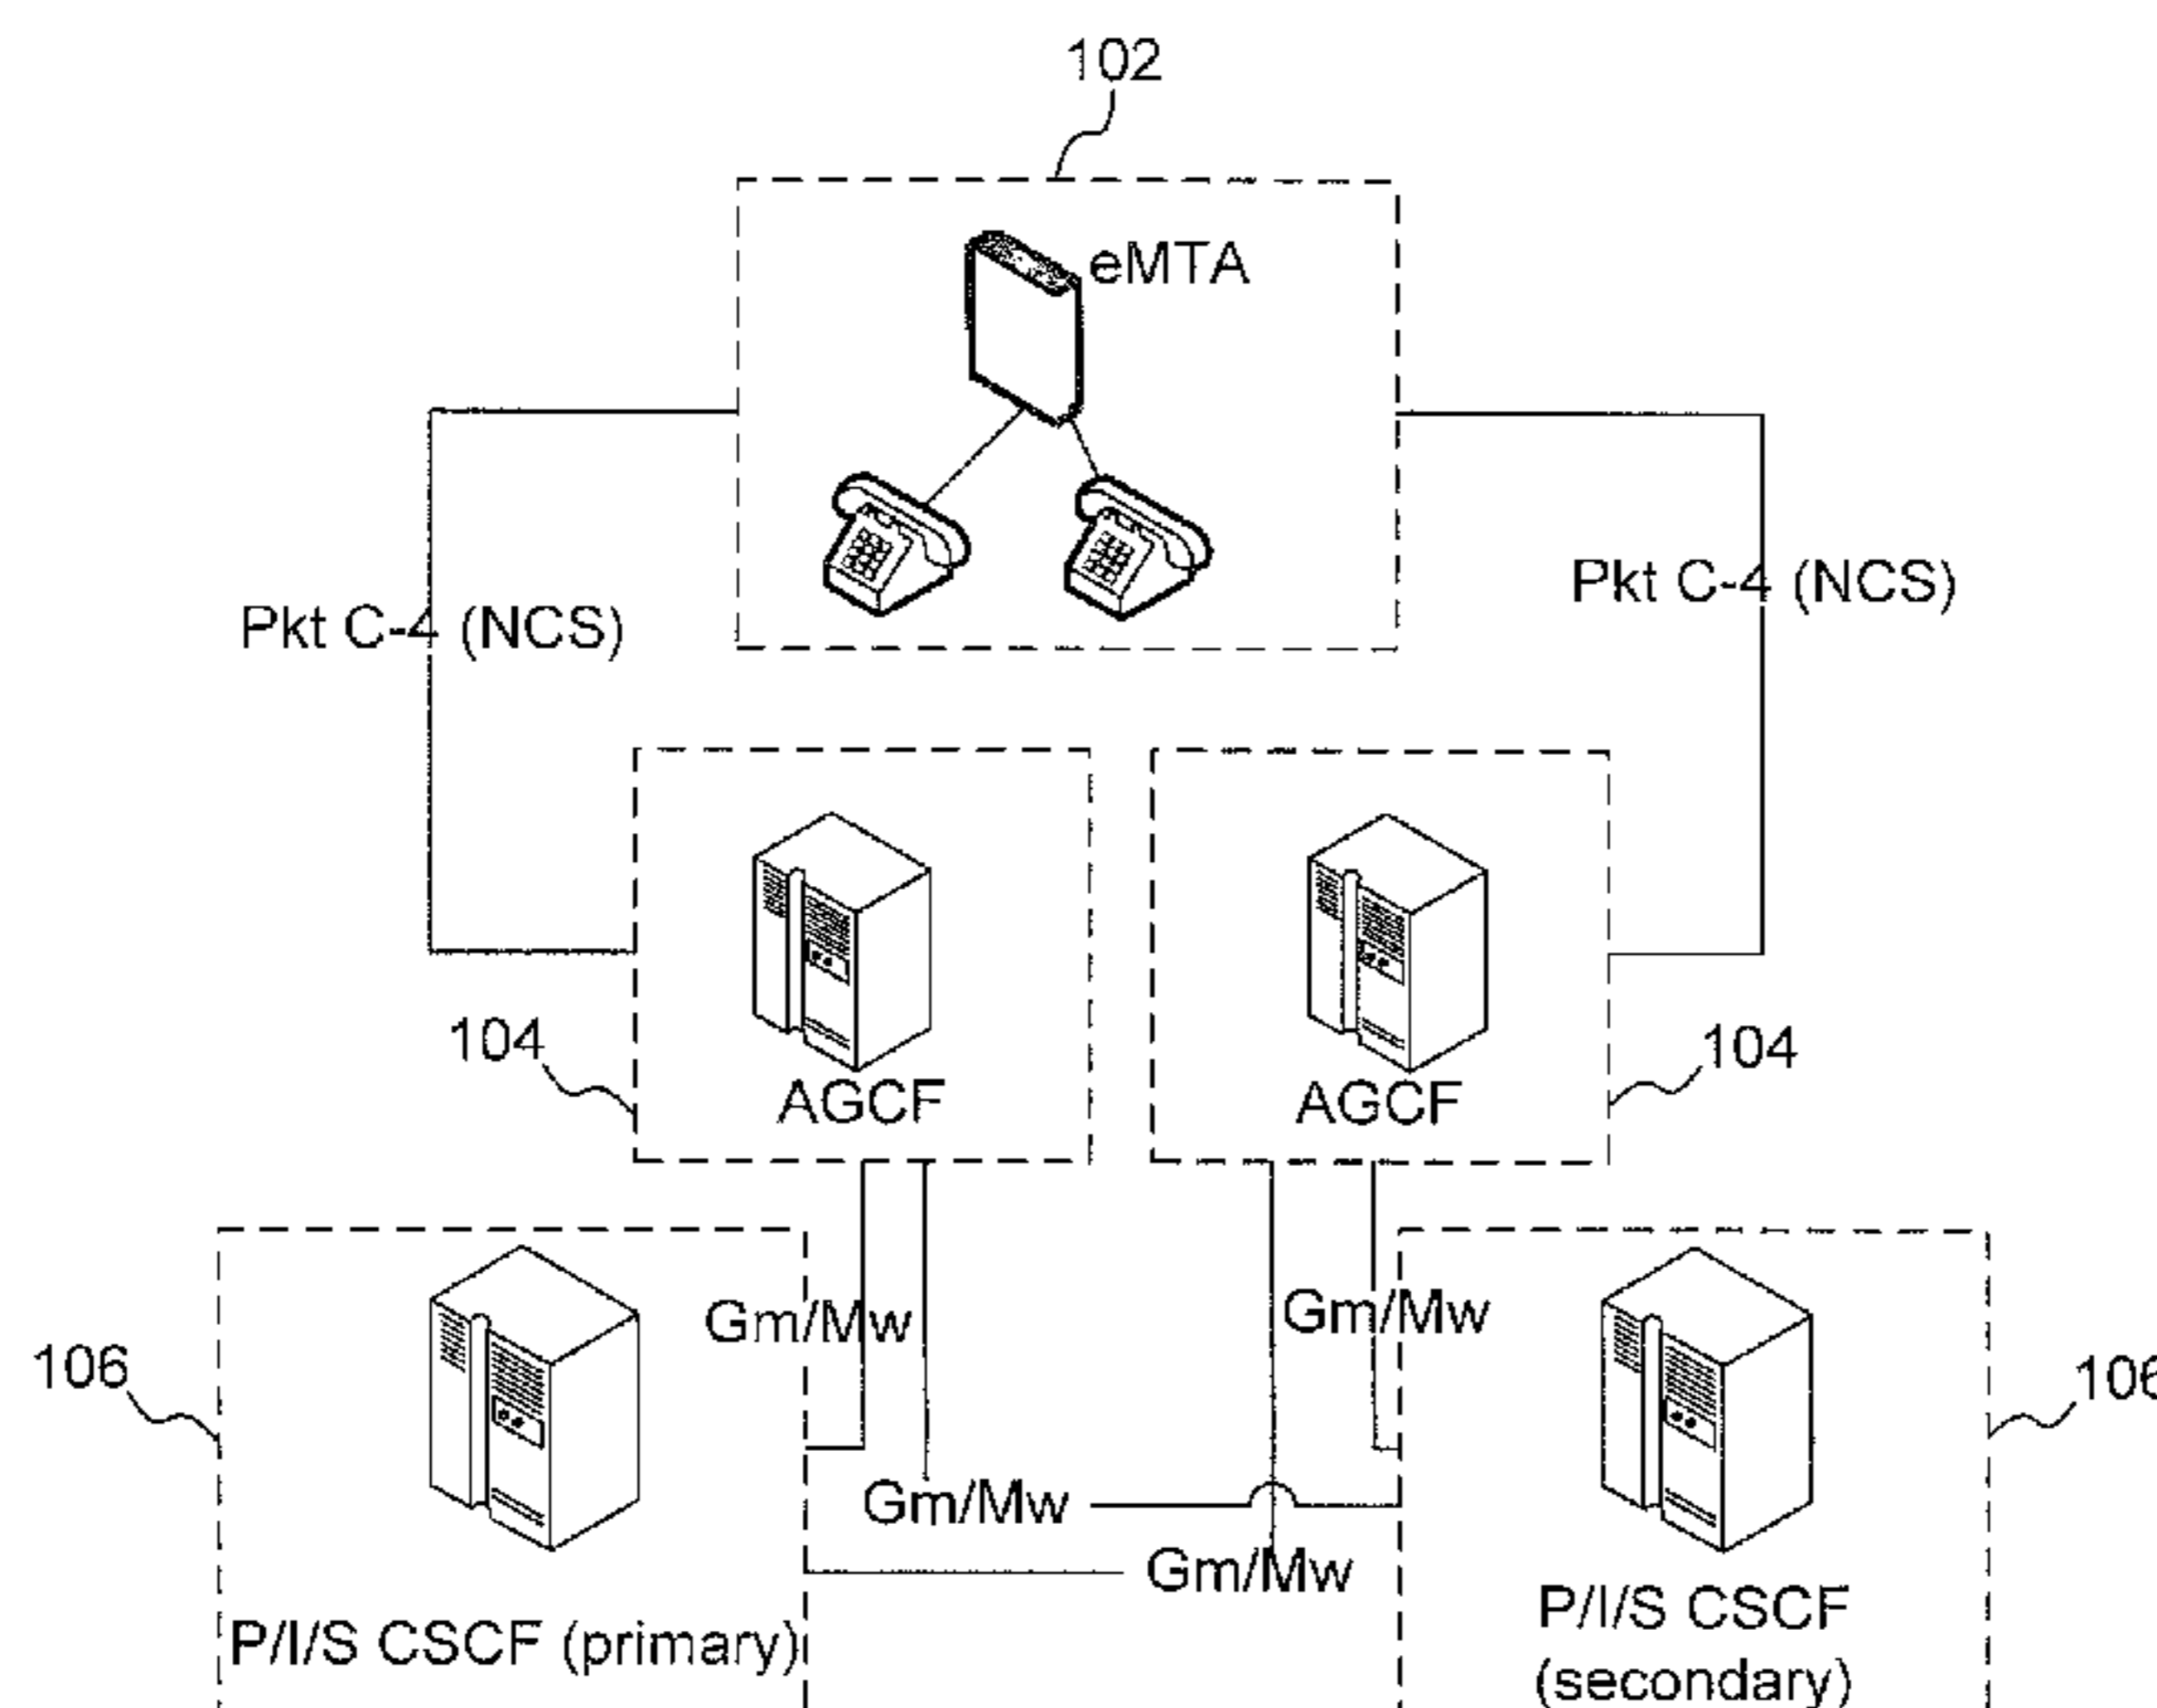 102
eMTA
Pkt C-4 (NCS)
Pkt C-4 (NCS)
104
AGCF
AGCF
104
Gm/Mw
Gm/Mw
106
106
Gm/Mw
Gm/Mw
P/I/S CSCF (primary)
P/I/S CSCF
(secondary)